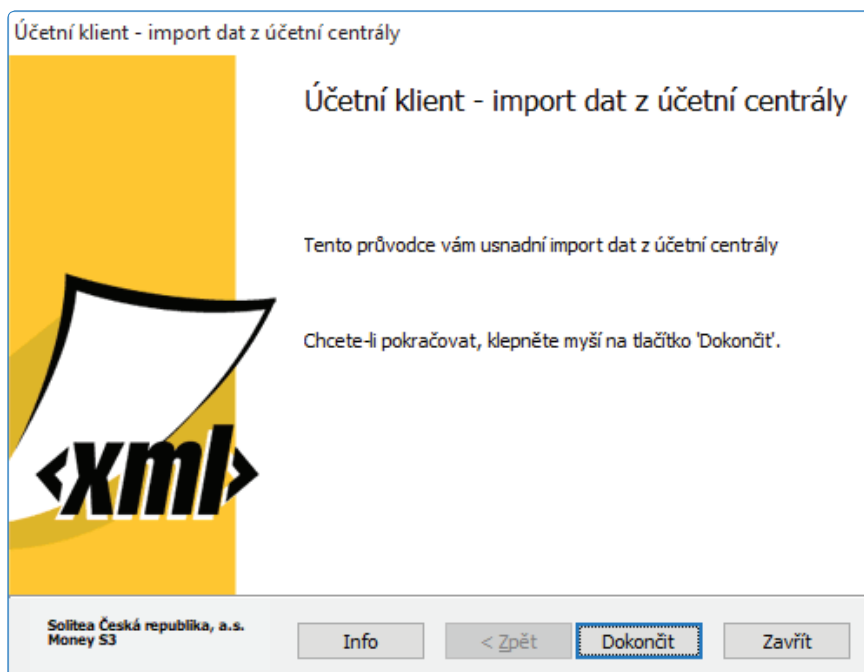 Účetní klient - import dat z účetní centrály
Účetní klient - import dat z účetní centrály
Tento průvodce vám usnadní import dat z účetní centrály
Chcete-li pokračovat, klepněte myší na tlačítko 'Dokončit'.
<xml>
Solitea Česká republika, a.s.
Money S3
Info
< Zpět
Dokončit
Zavřít